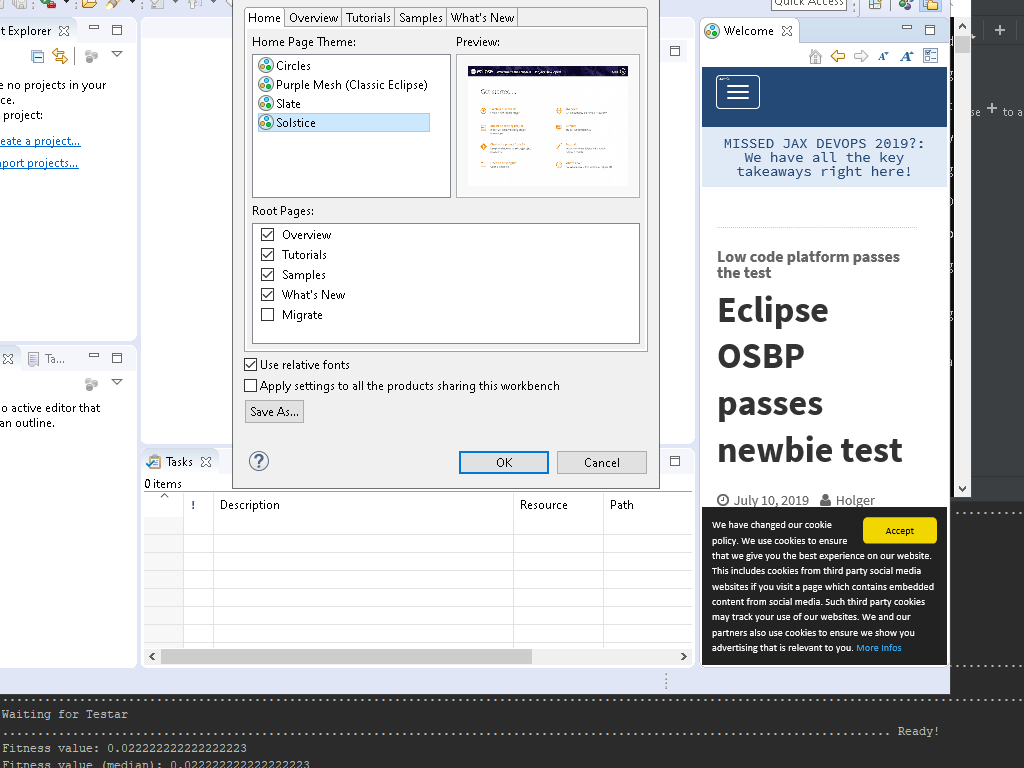 Quick Access
t Explorer
e no projects in your
ce.
project:
eate a project...
nport projects...
Ta...
o active editor that
an outline.
Home
Overview
Tutorials
Samples
What's New
Home Page Theme:
Preview:
Circles
Purple Mesh (Classic Eclipse)
Slate
Solstice
Root Pages:
Overview
Tutorials
Samples
What's New
Migrate
Use relative fonts
Apply settings to all the products sharing this workbench
Save As...
OK
Cancel
Tasks
0 items
!
Description
Resource
Path
Welcome
MISSED JAX DEVOPS 2019?:
We have all the key
takeaways right here!
Low code platform passes
the test
Eclipse
OSBP
passes
newbie test
July 10, 2019
Holger
We have changed our cookie
policy. We use cookies to ensure
that we give you the best experience on our website.
This includes cookies from third party social media
websites if you visit a page which contains embedded
content from social media. Such third party cookies
may track your use of our websites. We and our
partners also use cookies to ensure we show you
advertising that is relevant to you. More Infos
Accept
se + to a
Waiting for Testar
Ready!
Fitness value: 0.022222222222222223
Fitness value (median): 0.022222222222222223